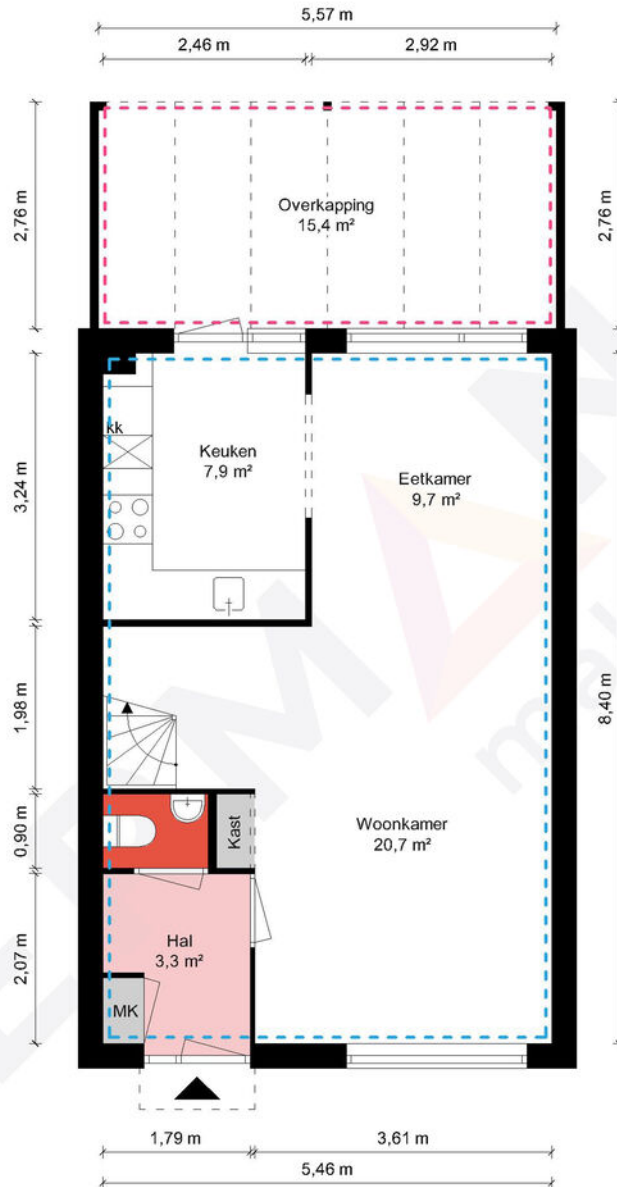 5,57 m
2,46 m
2,92 m
2,76 m
Overkapping
15,4 m²
2,76 m
kk
Keuken
7,9 m²
3,24 m
Eetkamer
9,7 m²
1,98 m
8,40 m
0,90 m
Kast
Woonkamer
20,7 m²
2,07 m
Hal
3,3 m²
MK
1,79 m
3,61 m
5,46 m